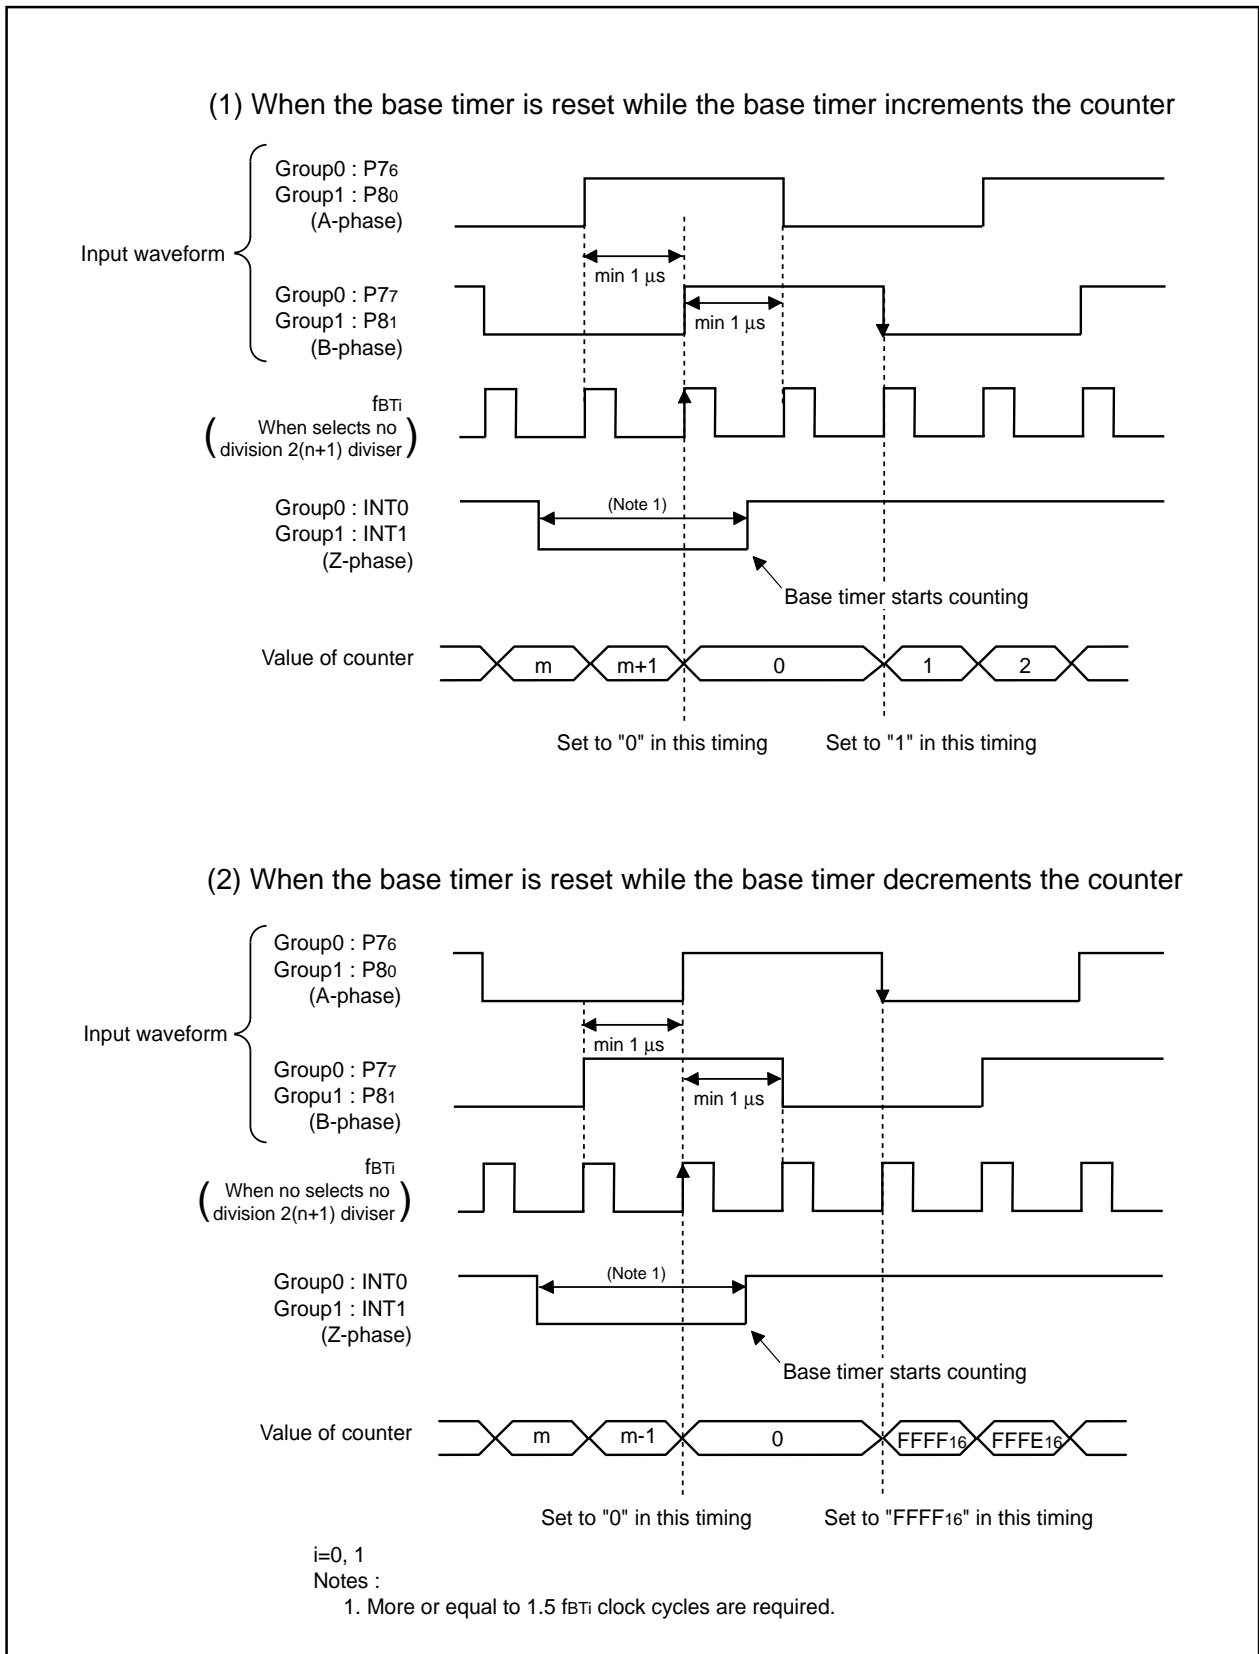 (1) When the base timer is reset while the base timer increments the counter
Input waveform
Group0 : P76
Group1 : P80
(A-phase)
min 1 μs
Group0 : P77
Group1 : P81
(B-phase)
min 1 μs
fBTi
(When selects no
division 2(n+1) diviser)
Group0 : INT0
Group1 : INT1
(Z-phase)
(Note 1)
Base timer starts counting
Value of counter
m
m+1
0
1
2
Set to "0" in this timing
Set to "1" in this timing
(2) When the base timer is reset while the base timer decrements the counter
Input waveform
Group0 : P76
Group1 : P80
(A-phase)
min 1 μs
Group0 : P77
Gropu1 : P81
(B-phase)
min 1 μs
fBTi
(When no selects no
division 2(n+1) diviser)
Group0 : INT0
Group1 : INT1
(Z-phase)
(Note 1)
Base timer starts counting
Value of counter
m
m-1
0
FFFF16
FFFE16
Set to "0" in this timing
Set to "FFFF16" in this timing
i=0, 1
Notes :
1. More or equal to 1.5 fBTi clock cycles are required.